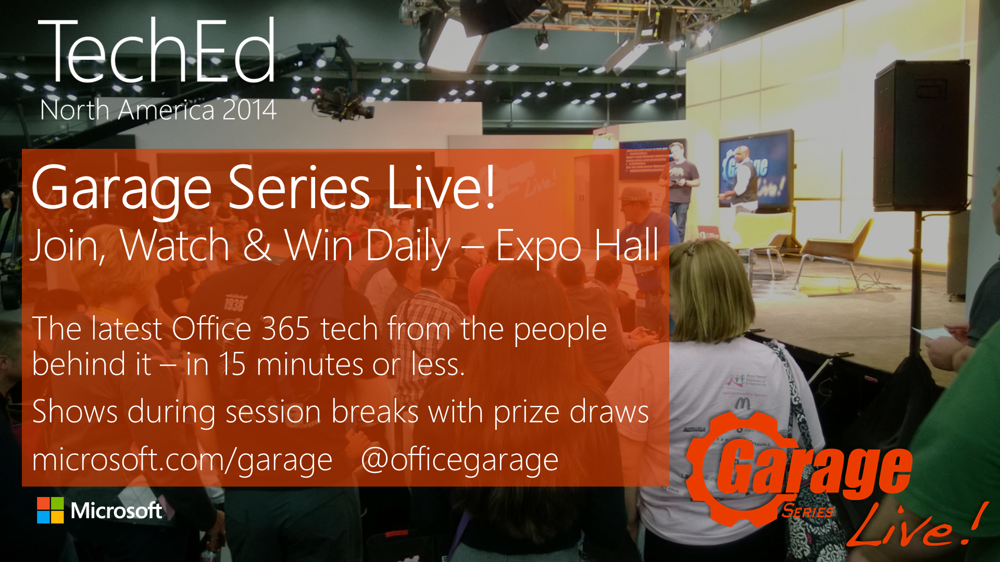 TechEd
North America 2014
Garage Series Live!
Join, Watch & Win Daily – Expo Hall
The latest Office 365 tech from the people
behind it – in 15 minutes or less.
Shows during session breaks with prize draws
microsoft.com/garage @officegarage
Microsoft
Garage
SERIES
Live!
1938
Office